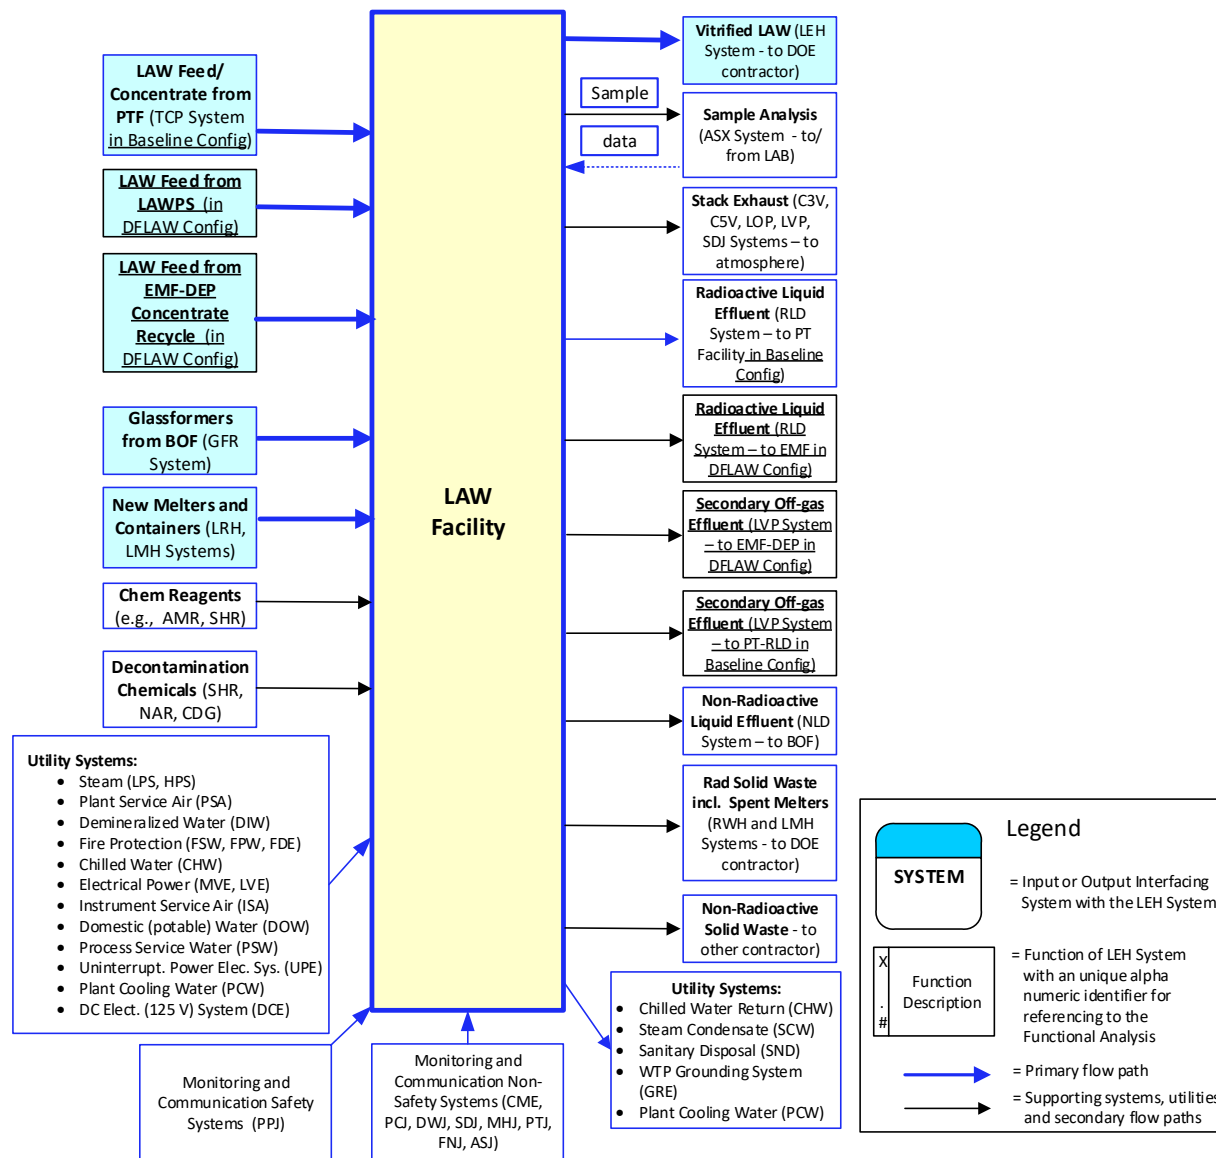 LAW Feed/
Concentrate from
PTF (TCP System
in Baseline Config)
LAW Feed from
LAWPS (in
DFLAW Config)
LAW Feed from
EMF-DEP
Concentrate
Recycle (in
DFLAW Config)
Glassformers
from BOF (GFR
System)
New Melters and
Containers (LRH,
LMH Systems)
Chem Reagents
(e.g., AMR, SHR)
Decontamination
Chemicals (SHR,
NAR, CDG)
Utility Systems:
• Steam (LPS, HPS)
• Plant Service Air (PSA)
• Demineralized Water (DIW)
• Fire Protection (FSW, FPW, FDE)
• Chilled Water (CHW)
• Electrical Power (MVE, LVE)
• Instrument Service Air (ISA)
• Domestic (potable) Water (DOW)
• Process Service Water (PSW)
• Uninterrupt. Power Elec. Sys. (UPE)
• Plant Cooling Water (PCW)
• DC Elect. (125 V) System (DCE)
Monitoring and
Communication Safety
Systems (PPJ)
Monitoring and
Communication Non-
Safety Systems (CME,
PCJ, DWJ, SDJ, MHJ, PTJ,
FNJ, ASJ)
LAW
Facility
Sample
data
Vitrified LAW (LEH
System - to DOE
contractor)
Sample Analysis
(ASX System - to/
from LAB)
Stack Exhaust (C3V,
C5V, LOP, LVP,
SDJ Systems – to
atmosphere)
Radioactive Liquid
Effluent (RLD
System – to PT
Facility in Baseline
Config)
Radioactive Liquid
Effluent (RLD
System – to EMF in
DFLAW Config)
Secondary Off-gas
Effluent (LVP System
– to EMF-DEP in
DFLAW Config)
Secondary Off-gas
Effluent (LVP System
– to PT-RLD in
Baseline Config)
Non-Radioactive
Liquid Effluent (NLD
System – to BOF)
Rad Solid Waste
incl. Spent Melters
(RWH and LMH
Systems - to DOE
contractor)
Non-Radioactive
Solid Waste - to
other contractor)
Utility Systems:
• Chilled Water Return (CHW)
• Steam Condensate (SCW)
• Sanitary Disposal (SND)
• WTP Grounding System
(GRE)
• Plant Cooling Water (PCW)
Legend
SYSTEM
= Input or Output Interfacing
System with the LEH System
X
.
#
Function
Description
= Function of LEH System
with an unique alpha
numeric identifier for
referencing to the
Functional Analysis
= Primary flow path
= Supporting systems, utilities
and secondary flow paths